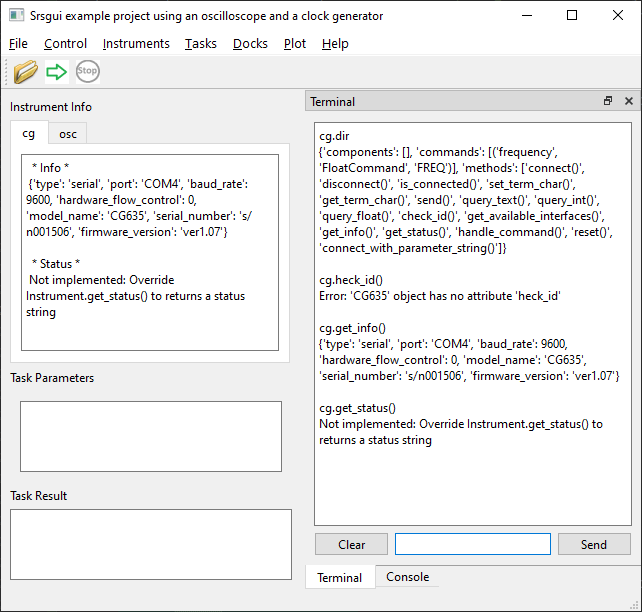 Srsgui example project using an oscilloscope and a clock generator
File Control Instruments Tasks Docks Plot Help
Stop
Instrument Info
cg osc
* Info *
{'type': 'serial', 'port': 'COM4', 'baud_rate':
9600, 'hardware_flow_control': 0,
'model_name': 'CG635', 'serial_number': 's/
n001506', 'firmware_version': 'ver1.07'}
* Status *
Not implemented: Override
Instrument.get_status() to returns a status
string
Task Parameters
Task Result
Terminal
cg.dir
{'components': [], 'commands': [('frequency',
'FloatCommand', 'FREQ')], 'methods': ['connect()',
'disconnect()', 'is_connected()', 'set_term_char()',
'get_term_char()', 'send()', 'query_text()', 'query_int()',
'query_float()', 'check_id()', 'get_available_interfaces()',
'get_info()', 'get_status()', 'handle_command()', 'reset()',
'connect_with_parameter_string()']}
cg.heck_id()
Error: 'CG635' object has no attribute 'heck_id'
cg.get_info()
{'type': 'serial', 'port': 'COM4', 'baud_rate': 9600,
'hardware_flow_control': 0, 'model_name': 'CG635',
'serial_number': 's/n001506', 'firmware_version': 'ver1.07'}
cg.get_status()
Not implemented: Override Instrument.get_status() to
returns a status string
Clear Send
Terminal Console